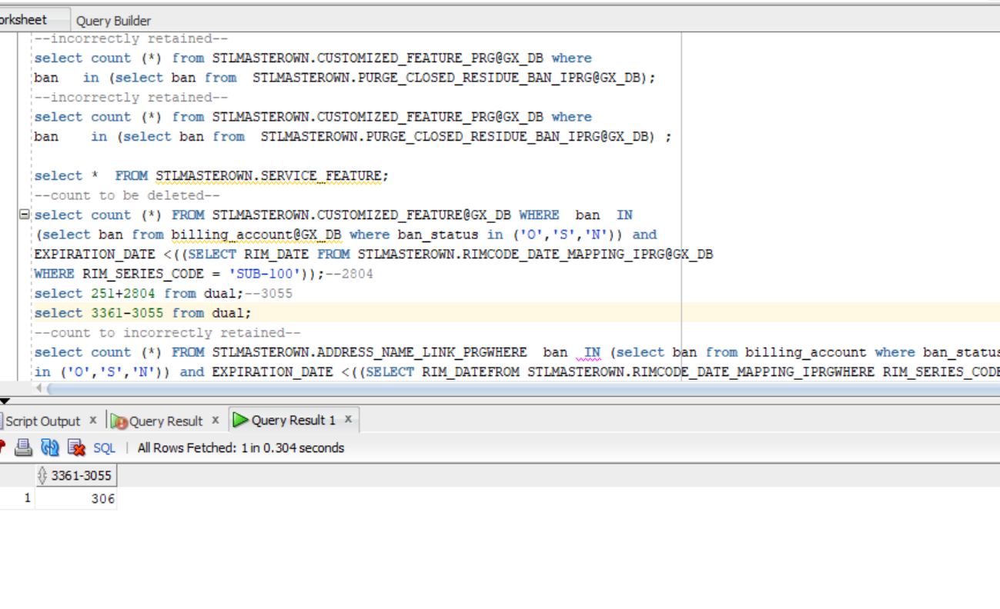 orksheet Query Builder
--incorrectly retained--
select count (*) from STLMASTEROWN.CUSTOMIZED_FEATURE_PRG@GX_DB where
ban   in (select ban from  STLMASTEROWN.PURGE_CLOSED_RESIDUE_BAN_IPRG@GX_DB);
--incorrectly retained--
select count (*) from STLMASTEROWN.CUSTOMIZED_FEATURE_PRG@GX_DB where
ban    in (select ban from  STLMASTEROWN.PURGE_CLOSED_RESIDUE_BAN_IPRG@GX_DB) ;
select *  FROM STLMASTEROWN.SERVICE_FEATURE;
--count to be deleted--
select count (*) FROM STLMASTEROWN.CUSTOMIZED_FEATURE@GX_DB WHERE  ban  IN
(select ban from billing_account@GX_DB where ban_status in ('O','S','N')) and
EXPIRATION_DATE <((SELECT RIM_DATE FROM STLMASTEROWN.RIMCODE_DATE_MAPPING_IPRG@GX_DB
WHERE RIM_SERIES_CODE = 'SUB-100'));--2804
select 251+2804 from dual;--3055
select 3361-3055 from dual;
--count to incorrectly retained--
select count (*) FROM STLMASTEROWN.ADDRESS_NAME_LINK_PRGWHERE  ban  IN (select ban from billing_account where ban_status
in ('O','S','N')) and EXPIRATION_DATE <((SELECT RIM_DATEFROM STLMASTEROWN.RIMCODE_DATE_MAPPING_IPRGWHERE RIM_SERIES_CODE
Script Output x Query Result x Query Result 1 x
SQL | All Rows Fetched: 1 in 0.304 seconds
3361-3055
1 306